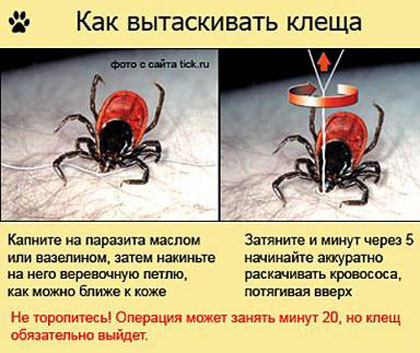 Как вытаскивать клеща
фото с сайта tick.ru
Капните на паразита маслом
или вазелином, затем накиньте
на него веревочную петлю,
как можно ближе к коже
Затяните и минут через 5
начинайте аккуратно
раскачивать кровососа,
потягивая вверх
Не торопитесь! Операция может занять минут 20, но клещ
обязательно выйдет.